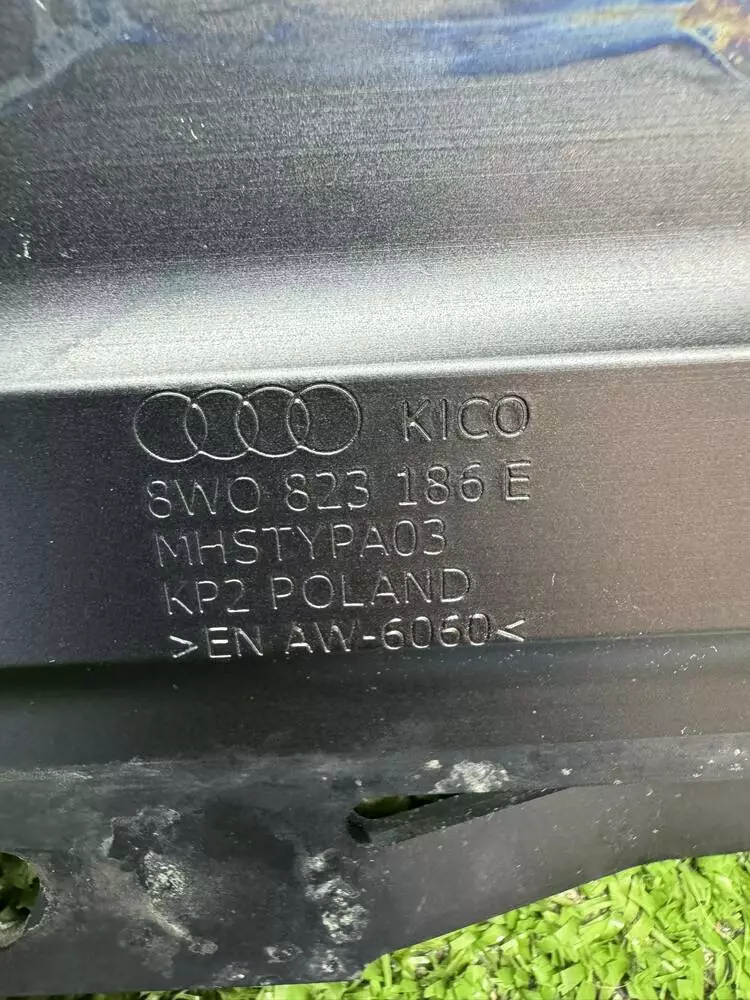 KICO
8W0 823 186 E
MHSTYPA03
KP2 POLAND
>EN AW-6060<